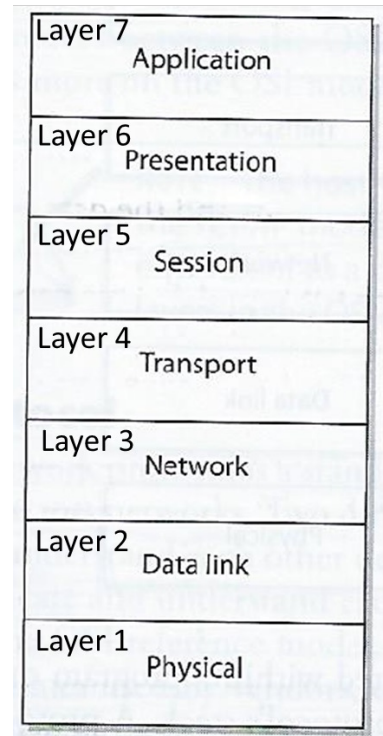 Layer 7
Application
Layer 6
Presentation
Layer 5
Session
Layer 4
Transport
Layer 3
Network
Layer 2
Data link
Layer 1
Physical